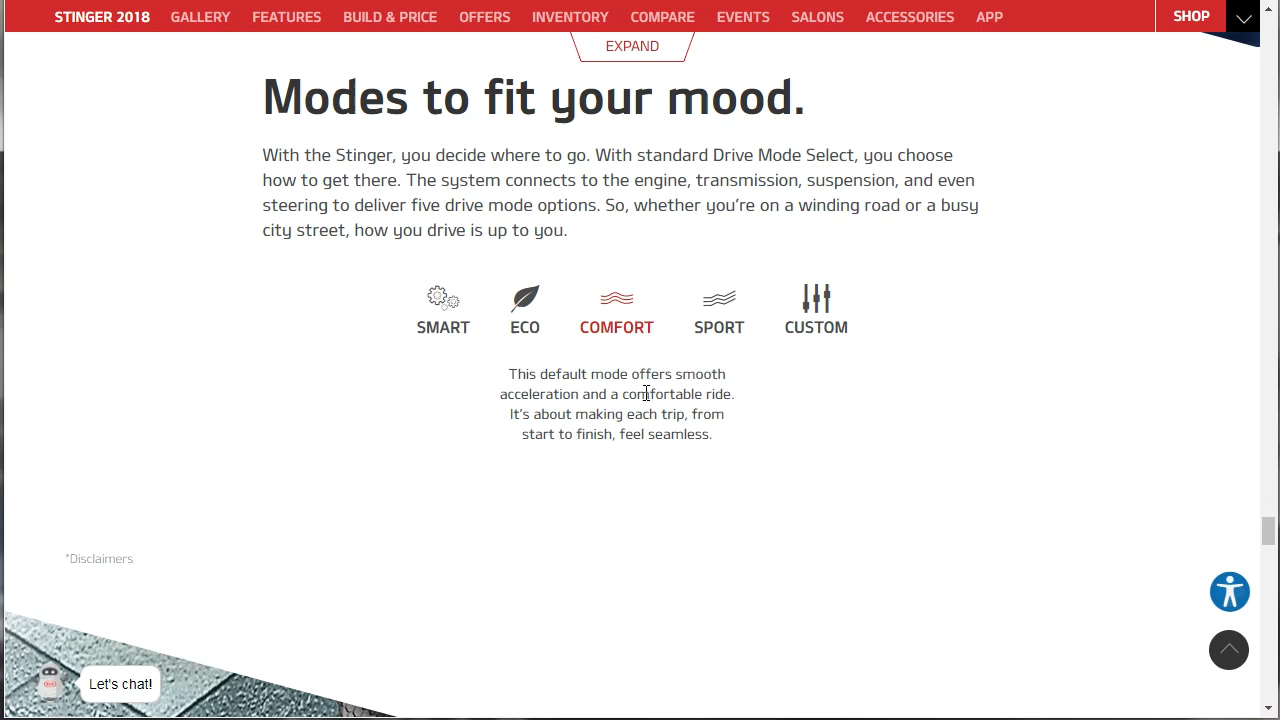 STINGER 2018 GALLERY FEATURES BUILD & PRICE OFFERS INVENTORY COMPARE EVENTS SALONS ACCESSORIES APP SHOP
EXPAND
Modes to fit your mood.
With the Stinger, you decide where to go. With standard Drive Mode Select, you choose
how to get there. The system connects to the engine, transmission, suspension, and even
steering to deliver five drive mode options. So, whether you’re on a winding road or a busy
city street, how you drive is up to you.
SMART ECO COMFORT SPORT CUSTOM
This default mode offers smooth
acceleration and a comfortable ride.
It’s about making each trip, from
start to finish, feel seamless.
*Disclaimers
Let's chat!